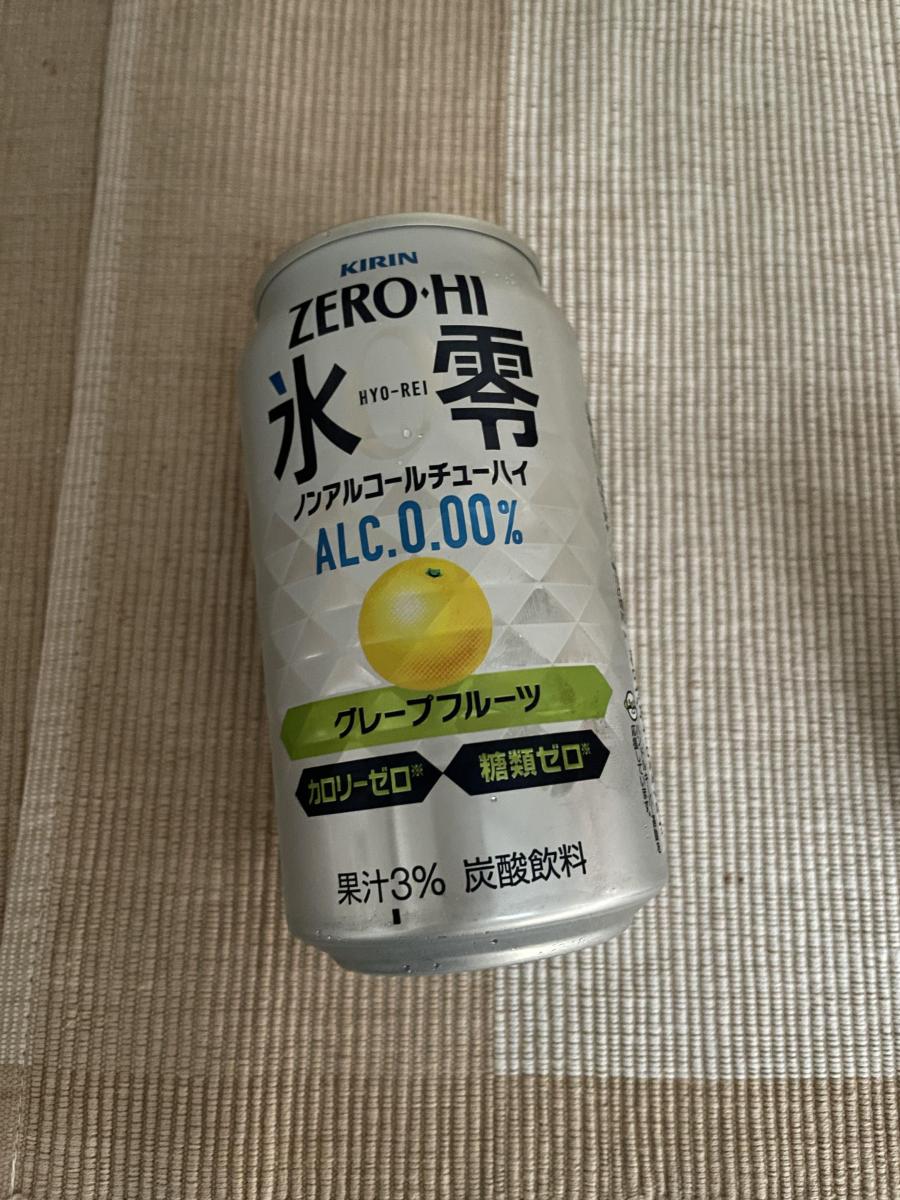 KIRIN
ZERO・HI
氷零
HYO-REI
ノンアルコールチューハイ
ALC.0.00%
グレープフルーツ
カロリーゼロ※ 糖類ゼロ※
果汁3% 炭酸飲料